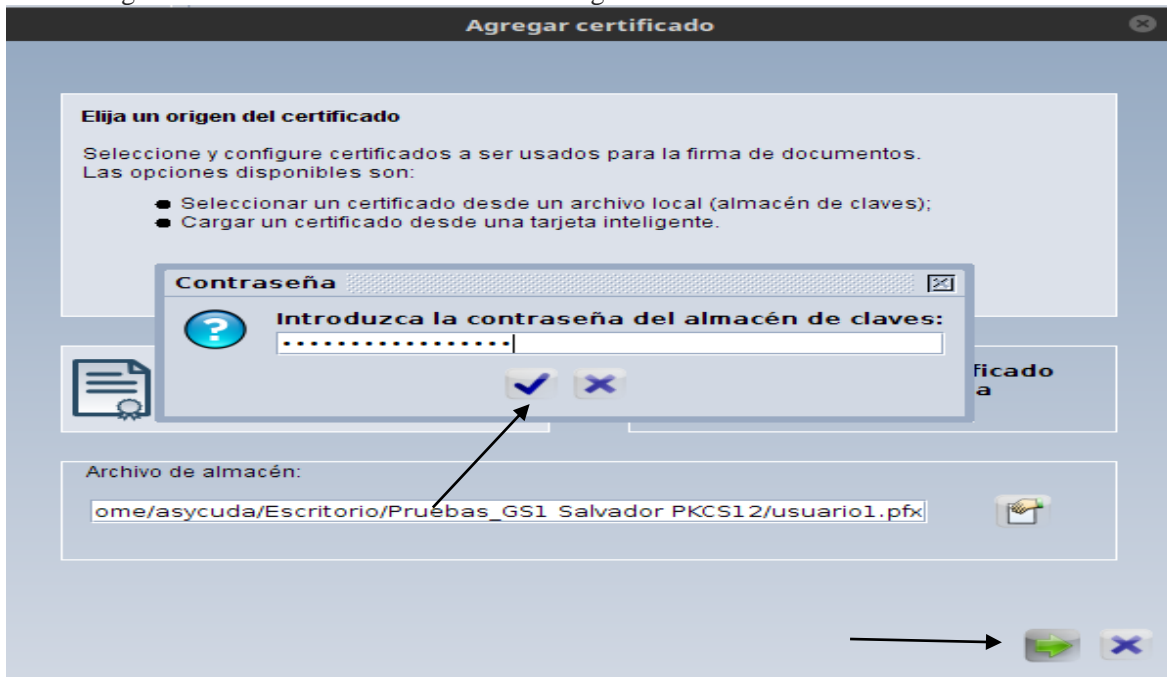 Agregar certificado
Elija un origen del certificado
Seleccione y configure certificados a ser usados para la firma de documentos.
Las opciones disponibles son:
Seleccionar un certificado desde un archivo local (almacén de claves);
Cargar un certificado desde una tarjeta inteligente.
Contraseña
Introduzca la contraseña del almacén de claves:
ficado
a
Archivo de almacén:
ome/asycuda/Escritorio/Pruebas_GS1 Salvador PKCS12/usuario1.pfx